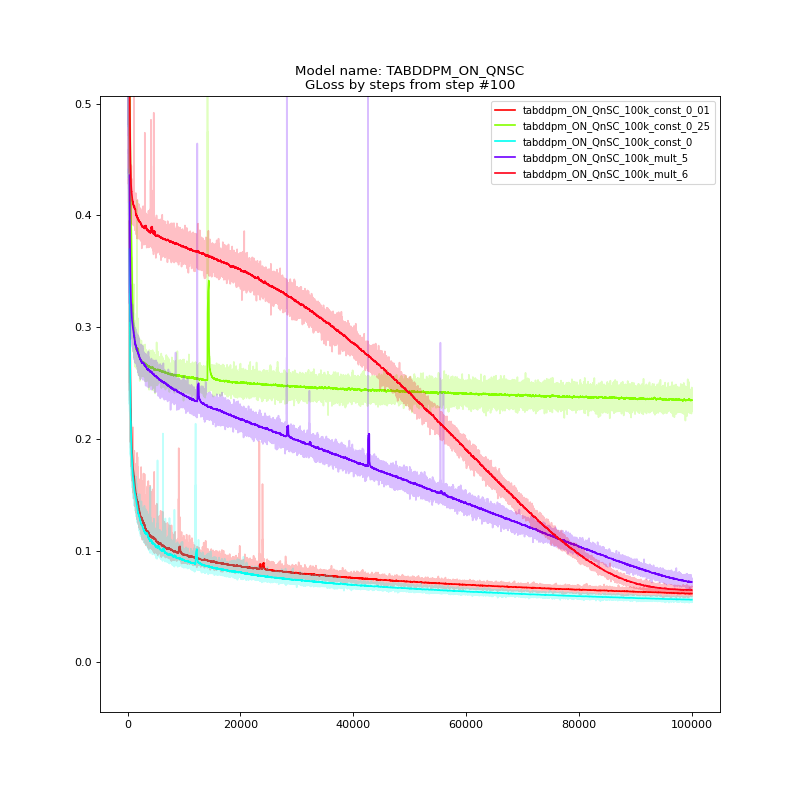 Model name: TABDDPM_ON_QNSC
GLoss by steps from step #100
0.5
0.4
0.3
0.2
0.1
0.0
tabddpm_ON_QnSC_100k_const_0_01
tabddpm_ON_QnSC_100k_const_0_25
tabddpm_ON_QnSC_100k_const_0
tabddpm_ON_QnSC_100k_mult_5
tabddpm_ON_QnSC_100k_mult_6
0 20000 40000 60000 80000 100000